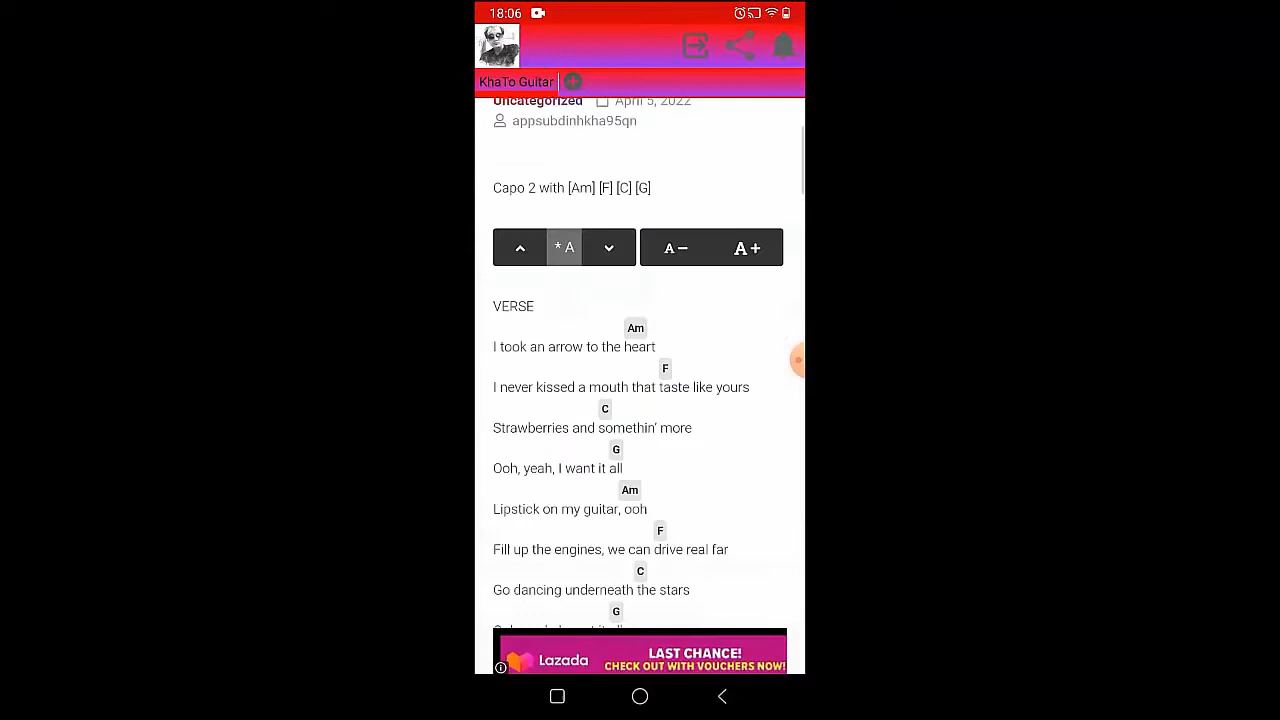 18:06
KhaTo Guitar
Uncategorized April 5, 2022
appsubdinhkha95qn
Capo 2 with [Am] [F] [C] [G]
* A A− A+
VERSE
Am
I took an arrow to the heart
F
I never kissed a mouth that taste like yours
C
Strawberries and somethin’ more
G
Ooh, yeah, I want it all
Am
Lipstick on my guitar, ooh
F
Fill up the engines, we can drive real far
C
Go dancing underneath the stars
G
Lazada
LAST CHANCE!
CHECK OUT WITH VOUCHERS NOW!